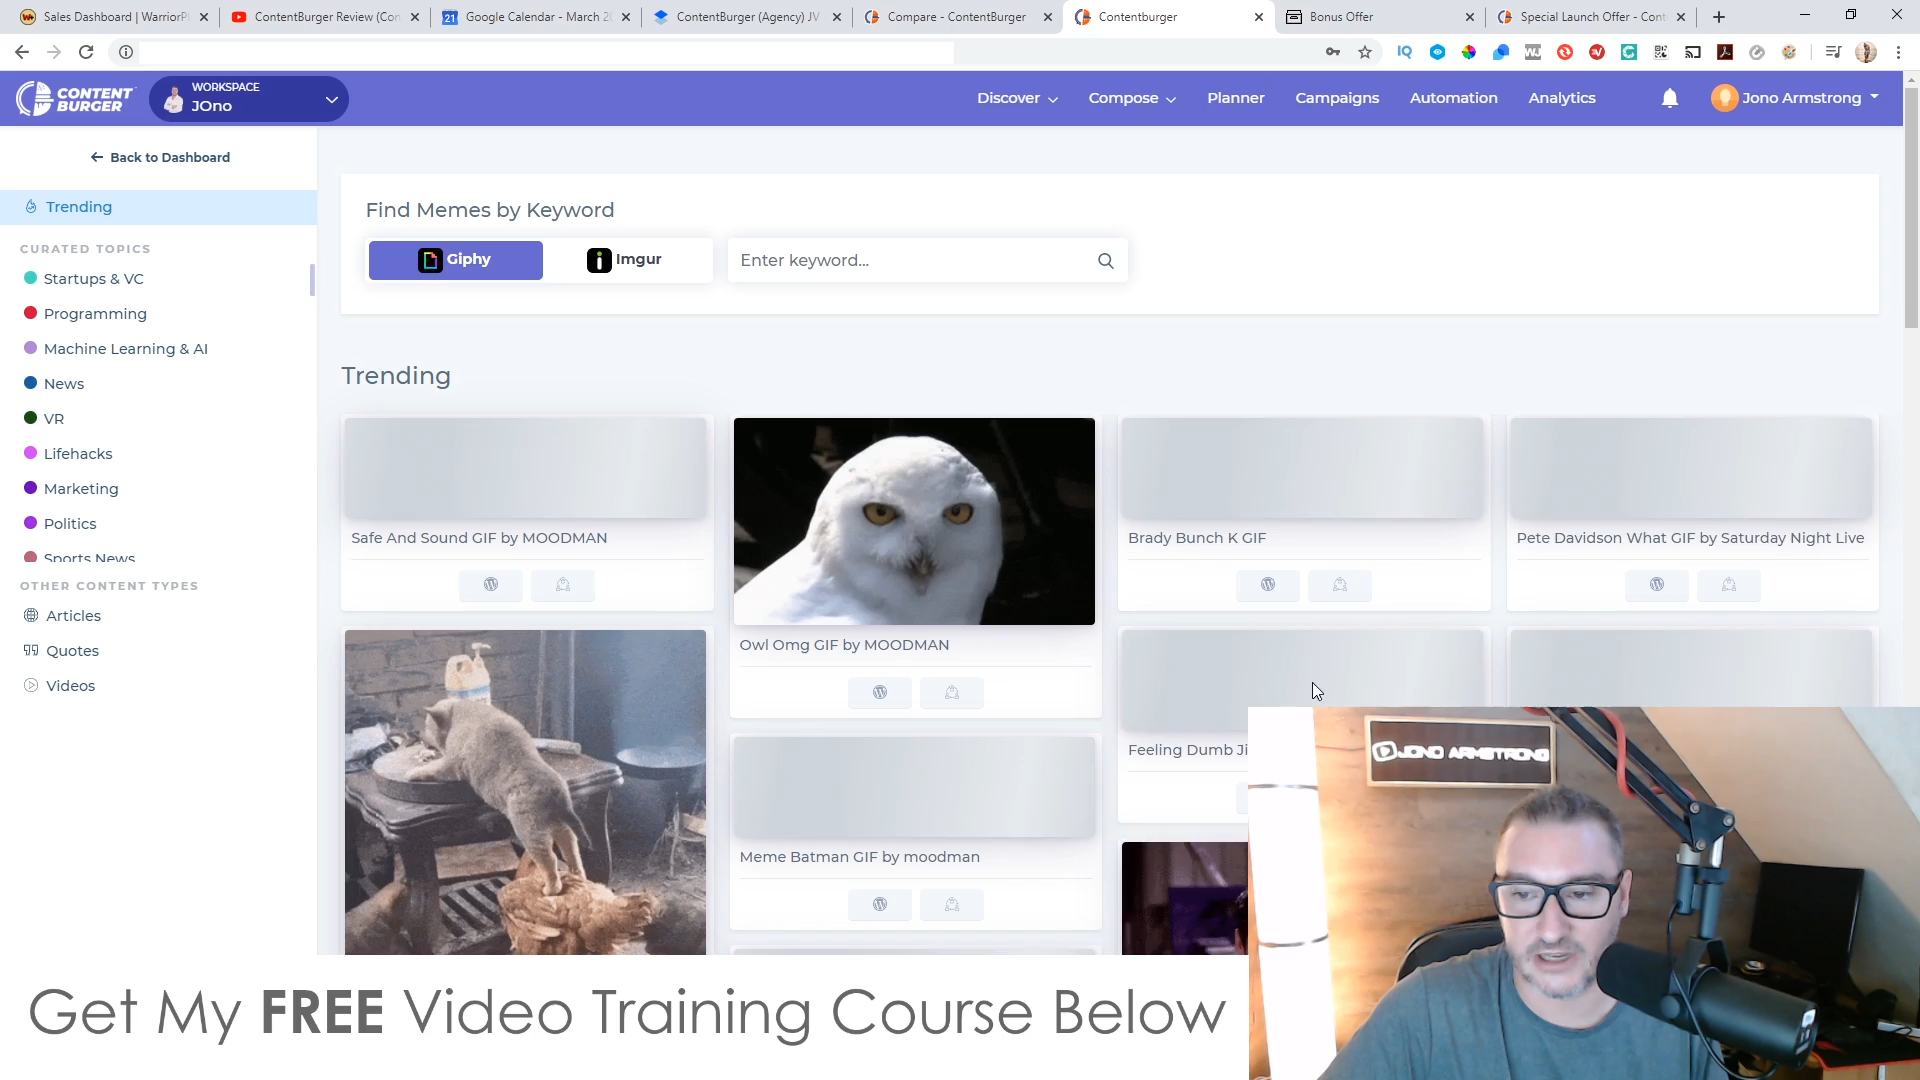 Sales Dashboard | WarriorP
ContentBurger Review (Con
21
Google Calendar - March 2
ContentBurger (Agency) JV
Compare - ContentBurger
Contentburger
Bonus Offer
Special Launch Offer - Cont
IQ
WJ
CONTENT
BURGER
WORKSPACE
JOno
Discover
Compose
Planner
Campaigns
Automation
Analytics
Jono Armstrong
Back to Dashboard
Trending
CURATED TOPICS
Startups & VC
Programming
Machine Learning & AI
News
VR
Lifehacks
Marketing
Politics
Sports News
OTHER CONTENT TYPES
Articles
Quotes
Videos
Find Memes by Keyword
Giphy
Imgur
Enter keyword...
Trending
Safe And Sound GIF by MOODMAN
Owl Omg GIF by MOODMAN
Brady Bunch K GIF
Pete Davidson What GIF by Saturday Night Live
Meme Batman GIF by moodman
Feeling Dumb Ji
JONO ARMSTRONG
Get My FREE Video Training Course Below